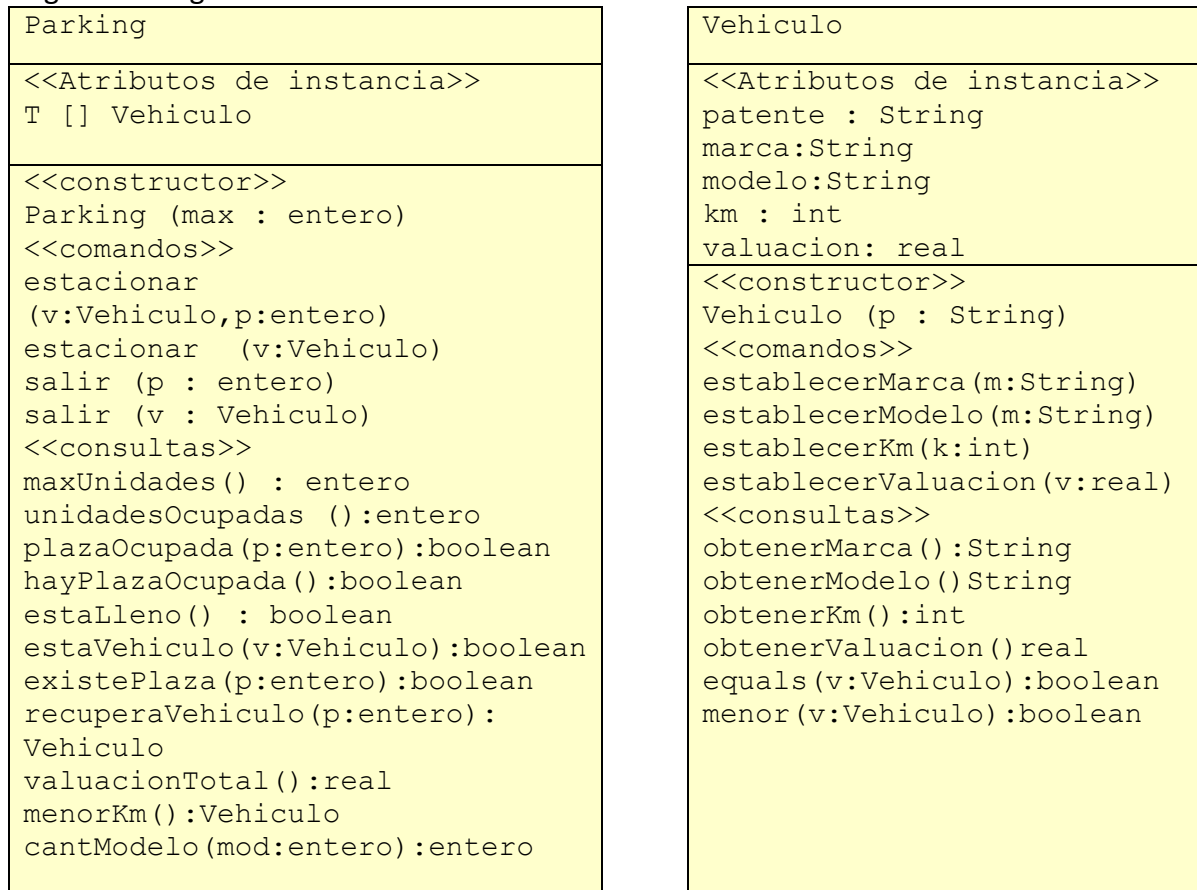 Parking
<<Atributos de instancia>>
T [] Vehiculo
<<constructor>>
Parking (max : entero)
<<comandos>>
estacionar
(v:Vehiculo,p:entero)
estacionar (v:Vehiculo)
salir (p : entero)
salir (v : Vehiculo)
<<consultas>>
maxUnidades() : entero
unidadesOcupadas ():entero
plazaOcupada(p:entero):boolean
hayPlazaOcupada():boolean
estaLleno() : boolean
estaVehiculo(v:Vehiculo):boolean
existePlaza(p:entero):boolean
recuperaVehiculo(p:entero):
Vehiculo
valuacionTotal():real
menorKm():Vehiculo
cantModelo(mod:entero):entero
Vehiculo
<<Atributos de instancia>>
patente : String
marca:String
modelo:String
km : int
valuacion: real
<<constructor>>
Vehiculo (p : String)
<<comandos>>
establecerMarca(m:String)
establecerModelo(m:String)
establecerKm(k:int)
establecerValuacion(v:real)
<<consultas>>
obtenerMarca():String
obtenerModelo()String
obtenerKm():int
obtenerValuacion()real
equals(v:Vehiculo):boolean
menor(v:Vehiculo):boolean